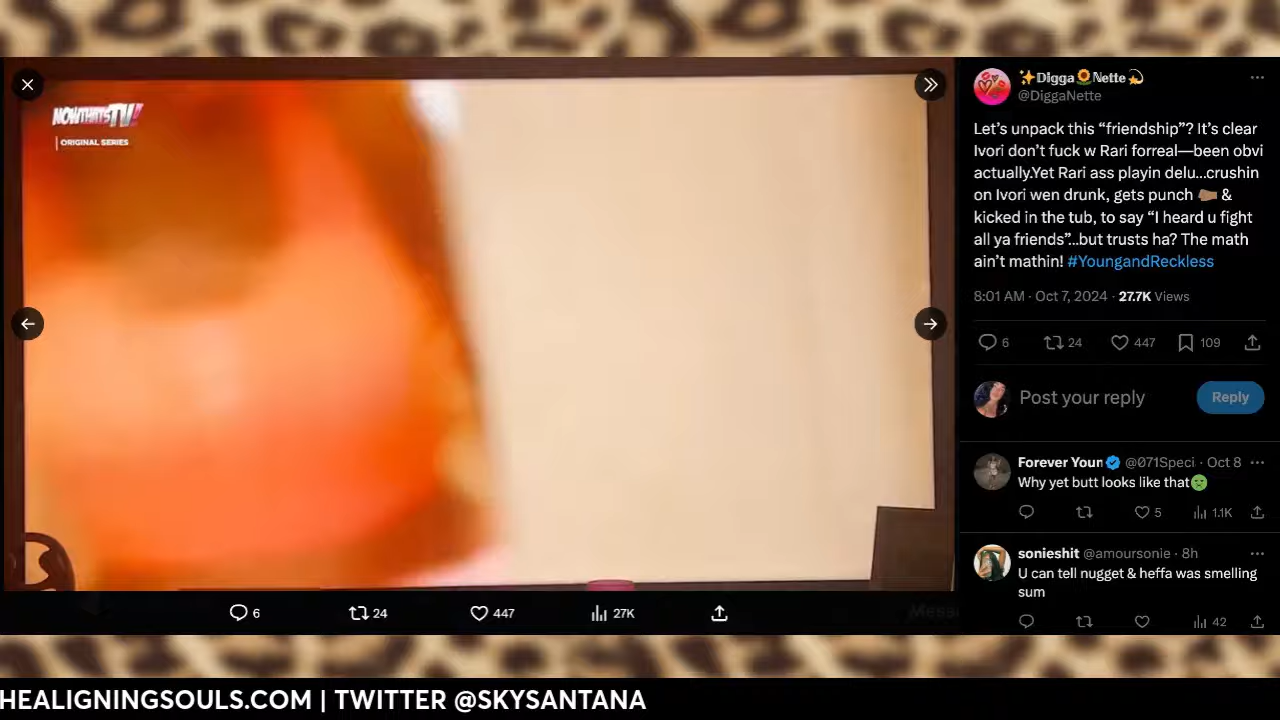 NOWTHATSTV!
ORIGINAL SERIES
✨Digga🌻Nette💫
@DiggaNette
Let’s unpack this “friendship”? It’s clear
Ivori don’t fuck w Rari forreal—been obvi
actually.Yet Rari ass playin delu...crushin
on Ivori wen drunk, gets punch 🤛🏽 &
kicked in the tub, to say “I heard u fight
all ya friends”...but trusts ha? The math
ain’t mathin! #YoungandReckless
8:01 AM · Oct 7, 2024 · 27.7K Views
6 24 447 109
Post your reply
Reply
Forever Youn @071Speci · Oct 8
Why yet butt looks like that🤢
5 1.1K
sonieshit @amoursonie · 8h
U can tell nugget & heffa was smelling
sum
42
6 24 447 27K
Mess
HEALIGNINGSOULS.COM | TWITTER @SKYSANTANA